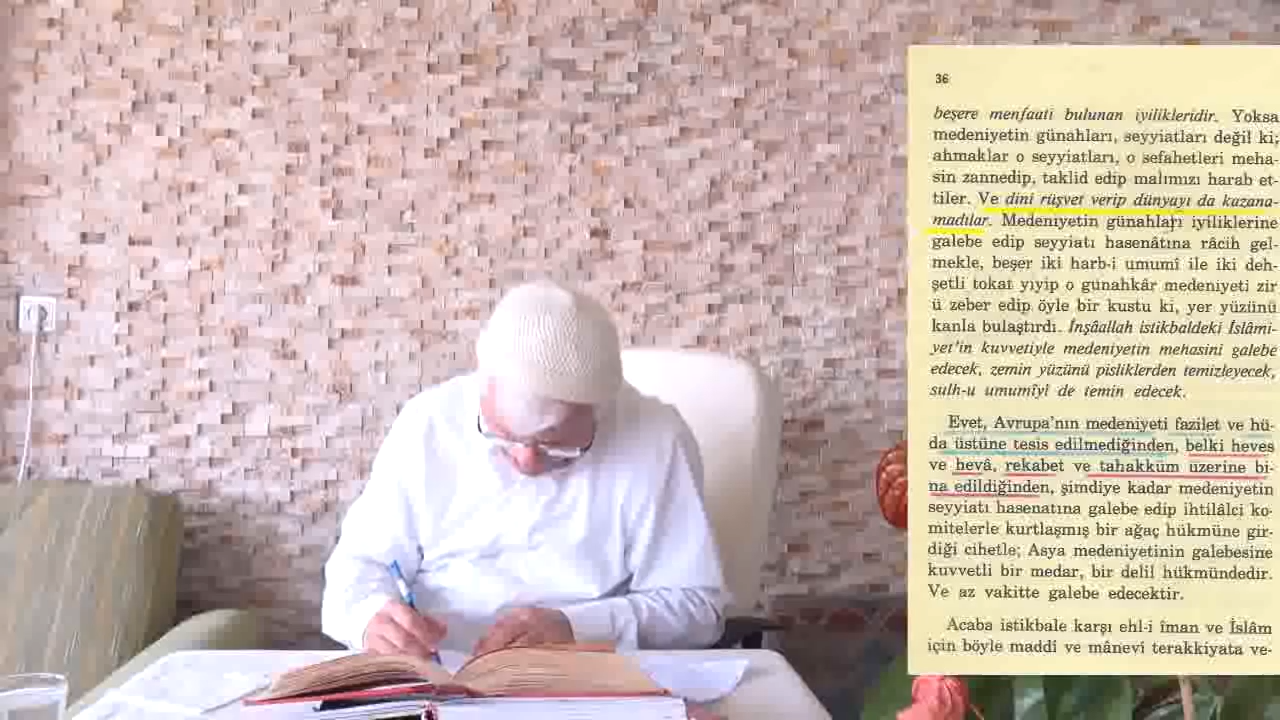 36
beşere menfaati bulunan iyilikleridir. Yoksa
medeniyetin günahları, seyyiatları değil ki;
ahmaklar o seyyiatları, o sefahetleri meha-
sin zannedip, taklid edip malımızı harab et-
tiler. Ve dini rüşvet verip dünyayı da kazana-
madılar. Medeniyetin günahları iyiliklerine
galebe edip seyyiatı hasenâtına râcih gel-
mekle, beşer iki harb-i umumî ile iki deh-
şetli tokat yiyip o günahkâr medeniyeti zir
ü zeber edip öyle bir kustu ki, yer yüzünü
kanla bulaştırdı. İnşâallah istikbaldeki İslâmi-
yet'in kuvvetiyle medeniyetin mehasini galebe
edecek, zemin yüzünü pisliklerden temizleyecek,
sulh-u umumîyi de temin edecek.
Evet, Avrupa'nın medeniyeti fazilet ve hü-
da üstüne tesis edilmediğinden, belki heves
ve hevâ, rekabet ve tahakküm üzerine bi-
na edildiğinden, şimdiye kadar medeniyetin
seyyiatı hasenatına galebe edip ihtilâlci ko-
mitelerle kurtlaşmış bir ağaç hükmüne gir-
diği cihetle; Asya medeniyetinin galebesine
kuvvetli bir medar, bir delil hükmündedir.
Ve az vakitte galebe edecektir.
Acaba istikbale karşı ehl-i îman ve İslâm
için böyle maddî ve mânevî terakkiyata ve-